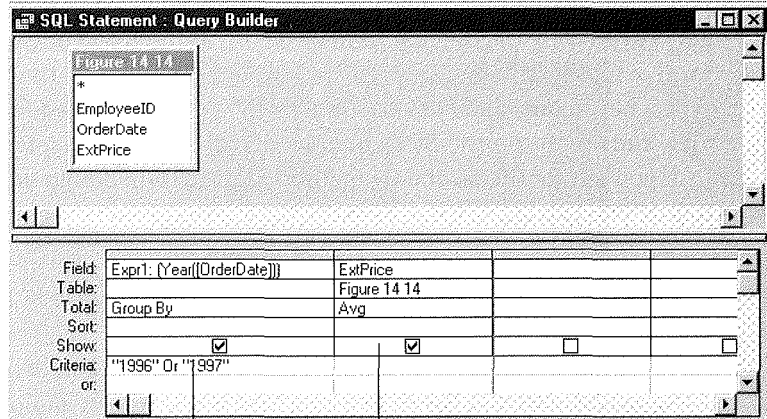 SQL Statement : Query Builder
Figure 14 14
*
EmployeeID
OrderDate
ExtPrice
Field: Expr1: (Year([OrderDate])) ExtPrice
Table: Figure 14 14
Total: Group By Avg
Sort:
Show:
Criteria: "1996" Or "1997"
or: